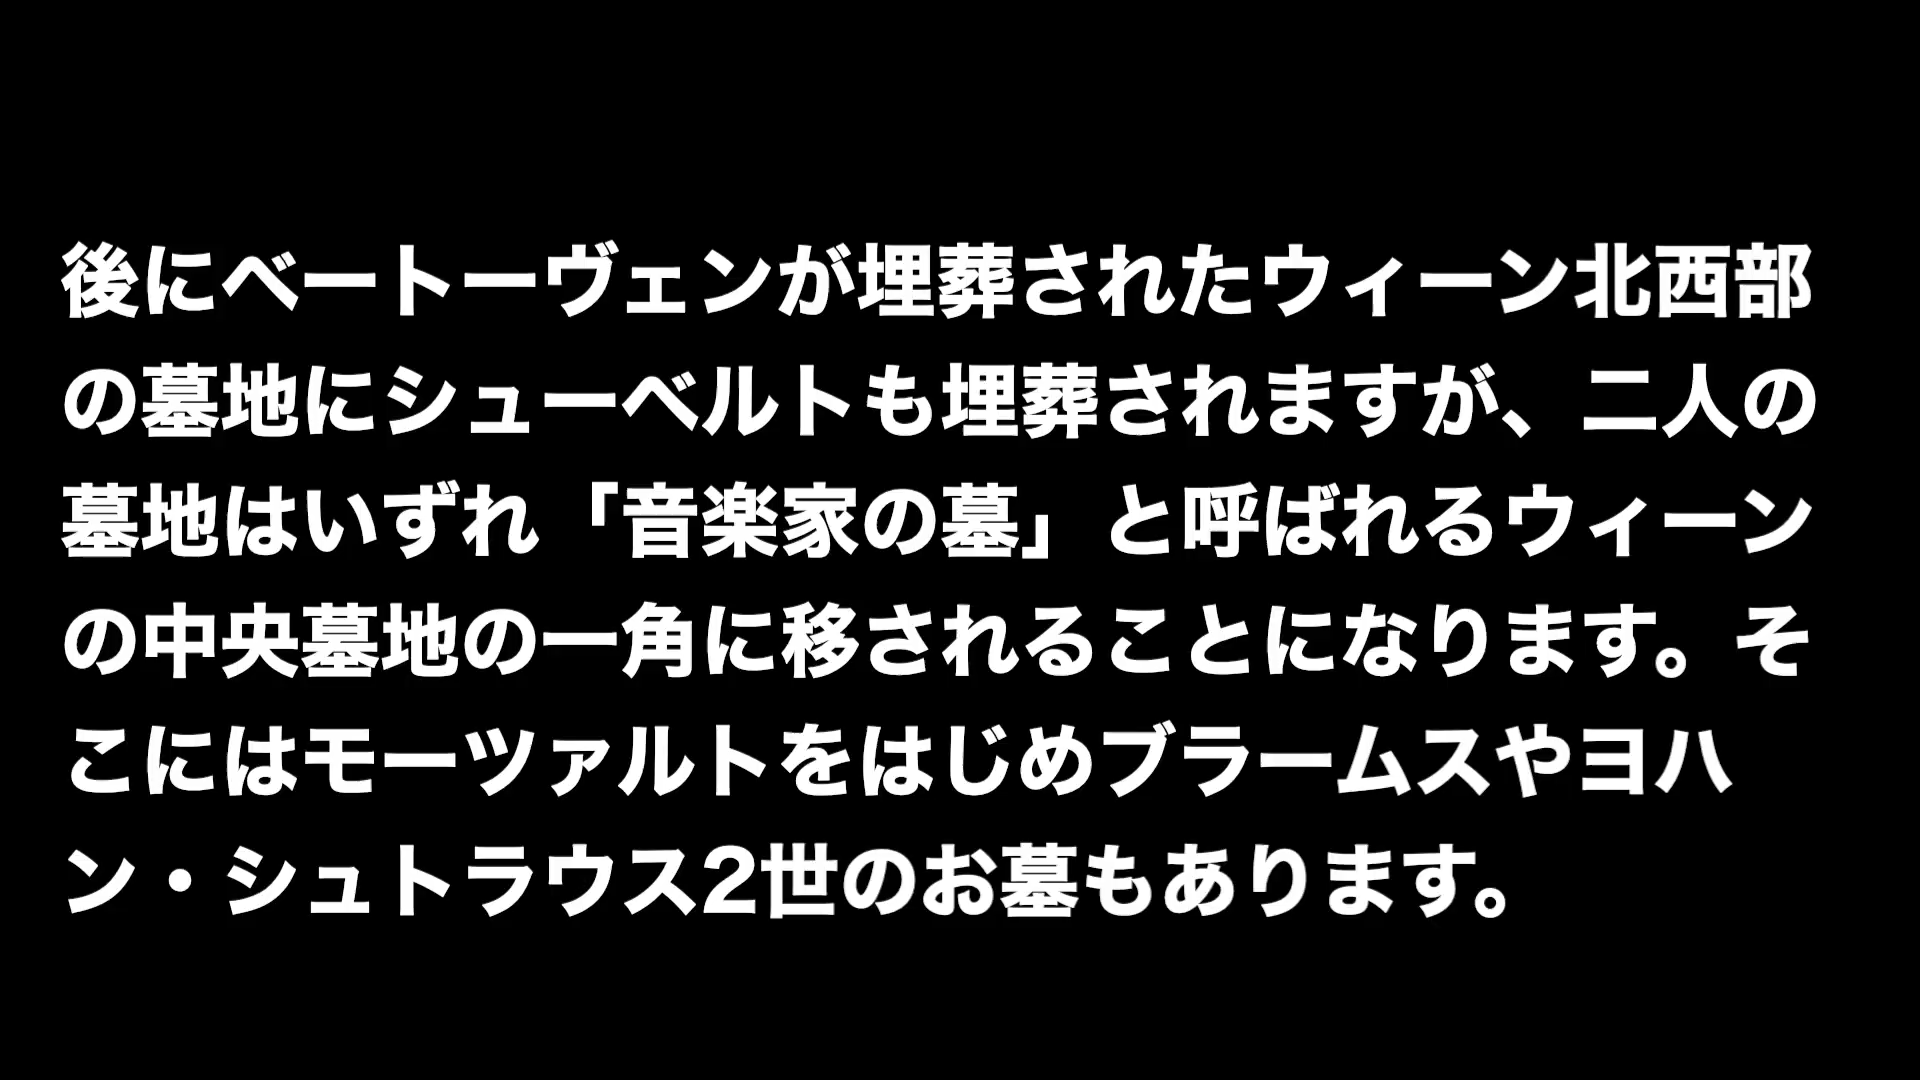 後にベートーヴェンが埋葬されたウィーン北西部
の墓地にシューベルトも埋葬されますが、二人の
墓地はいずれ「音楽家の墓」と呼ばれるウィーン
の中央墓地の一角に移されることになります。そ
こにはモーツァルトをはじめブラームスやヨハ
ン・シュトラウス2世のお墓もあります。